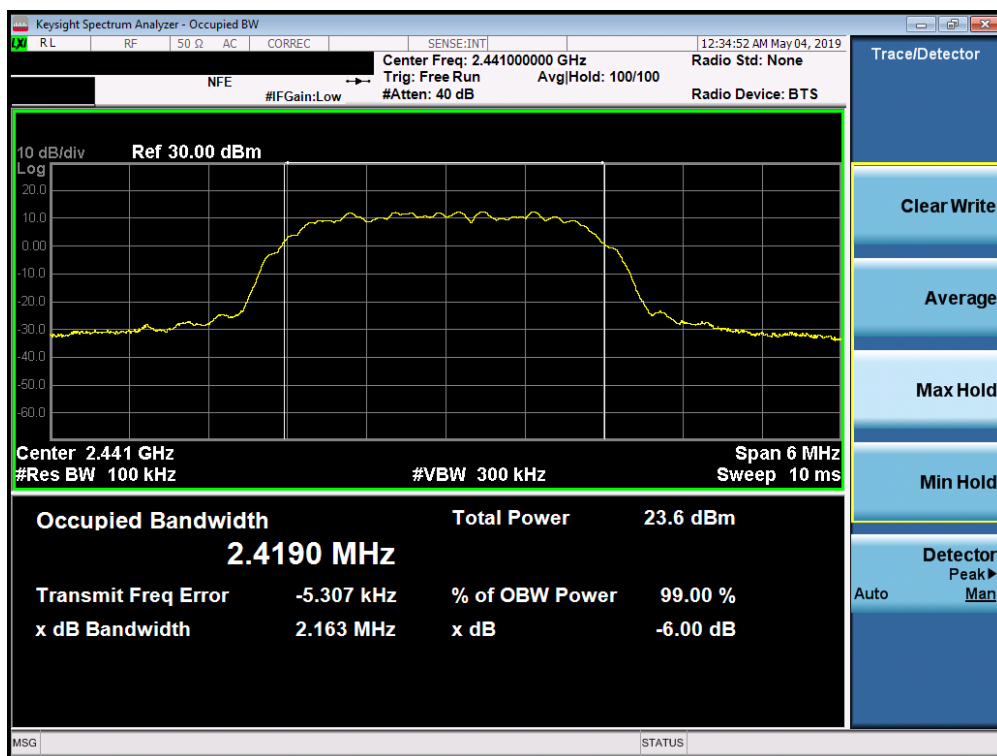 Keysight Spectrum Analyzer - Occupied BW
LXI RL RF 50 Ω AC CORREC SENSE:INT 12:34:52 AM May 04, 2019
Center Freq: 2.441000000 GHz Radio Std: None
NFE Trig: Free Run Avg|Hold: 100/100
#IFGain:Low #Atten: 40 dB Radio Device: BTS
10 dB/div Ref 30.00 dBm
Log
20.0
10.0
0.00
-10.0
-20.0
-30.0
-40.0
-50.0
-60.0
Center 2.441 GHz Span 6 MHz
#Res BW 100 kHz #VBW 300 kHz Sweep 10 ms
Occupied Bandwidth Total Power 23.6 dBm
2.4190 MHz
Transmit Freq Error -5.307 kHz % of OBW Power 99.00 %
x dB Bandwidth 2.163 MHz x dB -6.00 dB
MSG STATUS
Trace/Detector
Clear Write
Average
Max Hold
Min Hold
Detector
Peak▶
Auto Man